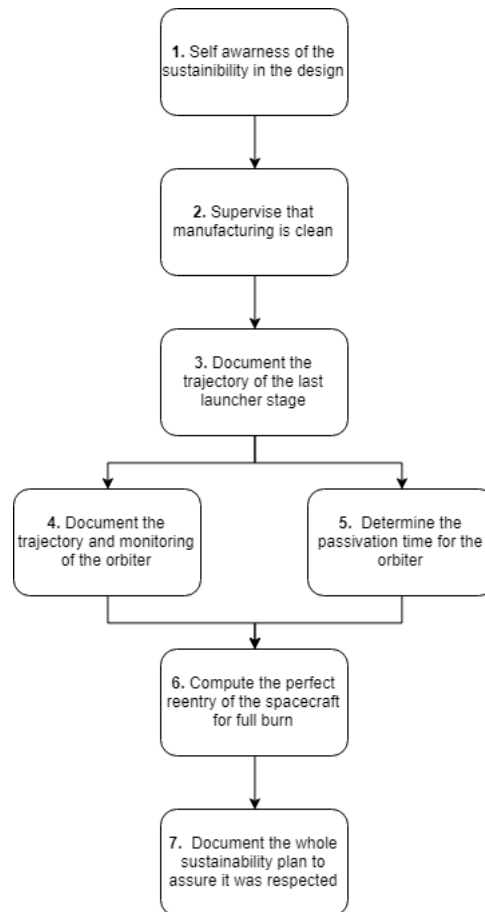 1. Self awarness of the
sustainibility in the design
2. Supervise that
manufacturing is clean
3. Document the
trajectory of the last
launcher stage
4. Document the
trajectory and monitoring
of the orbiter
5. Determine the
passivation time for the
orbiter
6. Compute the perfect
reentry of the spacecraft
for full burn
7. Document the whole
sustainability plan to
assure it was respected